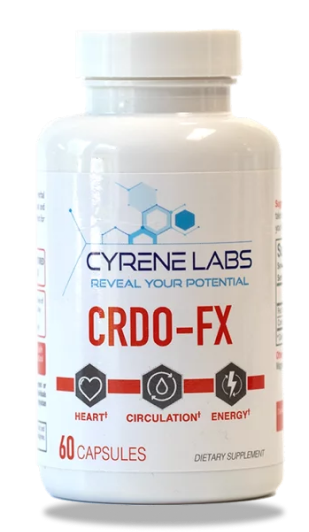 CYRENE LABS
REVEAL YOUR POTENTIAL
CRDO-FX
HEART† CIRCULATION† ENERGY†
60 CAPSULES DIETARY SUPPLEMENT